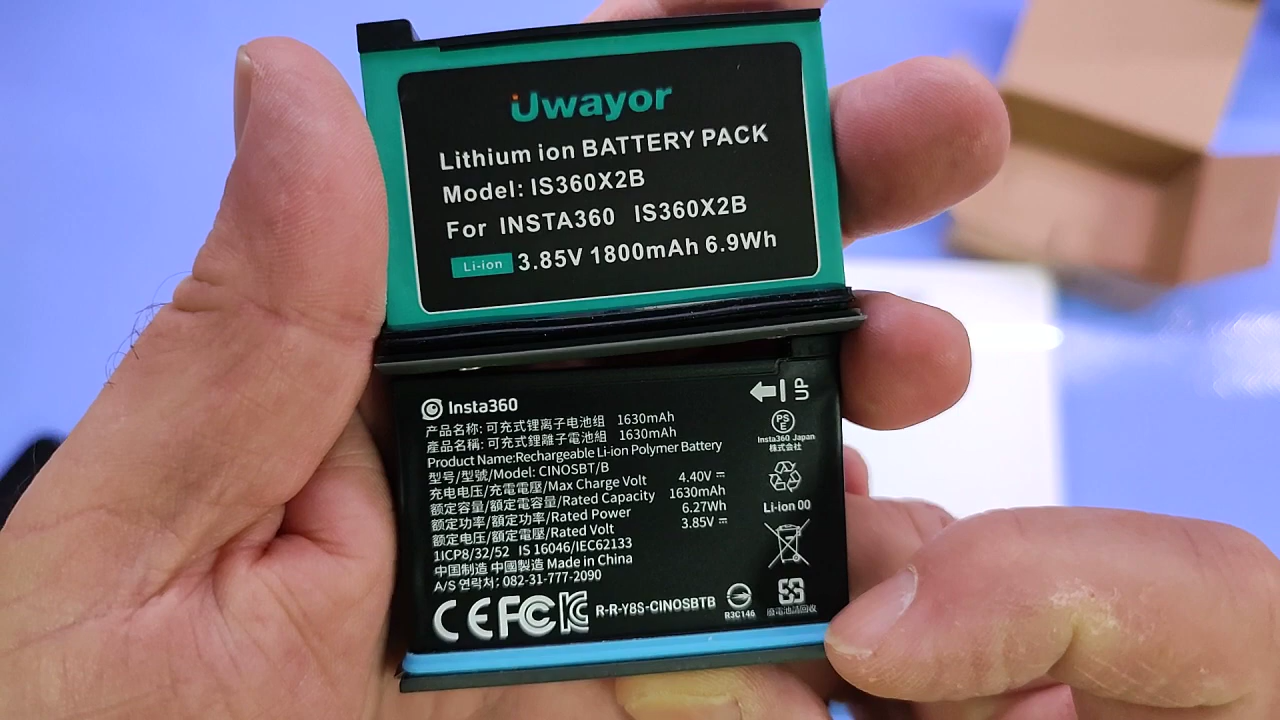 Uwayor
Lithium ion BATTERY PACK
Model: IS360X2B
For INSTA360 IS360X2B
Li-ion 3.85V 1800mAh 6.9Wh
Insta360
UP
产品名称: 可充式锂离子电池组 1630mAh
產品名稱: 可充式鋰離子電池組 1630mAh
Product Name:Rechargeable Li-ion Polymer Battery
型号/型號/Model: CINOSBT/B
充电电压/充電電壓/Max Charge Volt 4.40V
额定容量/額定電容量/Rated Capacity 1630mAh
额定功率/額定功率/Rated Power 6.27Wh
额定电压/額定電壓/Rated Volt 3.85V
1ICP8/32/52 IS 16046/IEC62133
中国制造 中國製造 Made in China
A/S 연락처: 082-31-777-2090
CE FC KC R-R-Y8S-CINOSBTB
PS E
Insta360 Japan
株式会社
Li-ion 00
R3C146
廢電池請回收